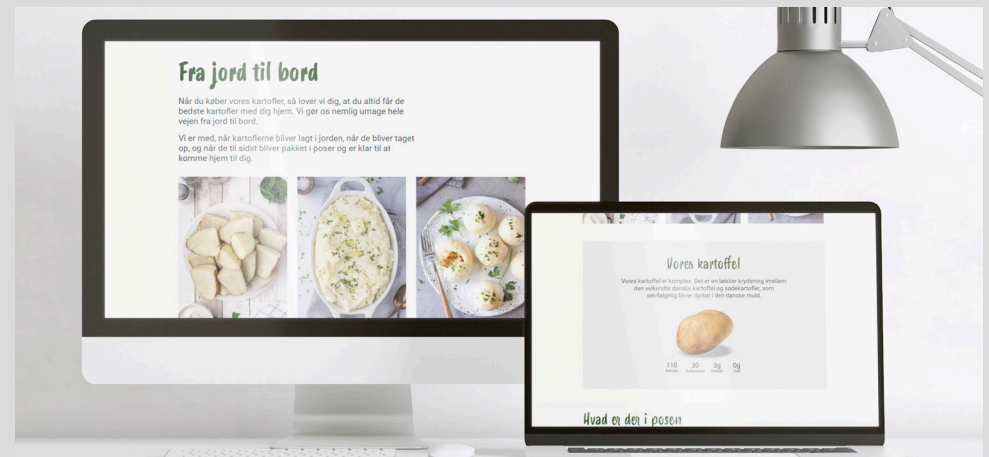 Fra jord til bord
Når du køber vores kartofler, så lover vi dig, at du altid får de
bedste kartofler med dig hjem. Vi gør os nemlig umage hele
vejen fra jord til bord.
Vi er med, når kartoflerne bliver lagt i jorden, når de bliver taget
op, og når de til sidst bliver pakket i poser og er klar til at
komme hjem til dig.
Vores kartoffel
Vores kartoffel er kompleks. Det er en lækker krydsning imellem
den velkendte danske kartoffel og sødekartofler, som
selvfølgelig bliver dyrket i den danske muld.
110 30 3g 0g
Hvad er der i posen